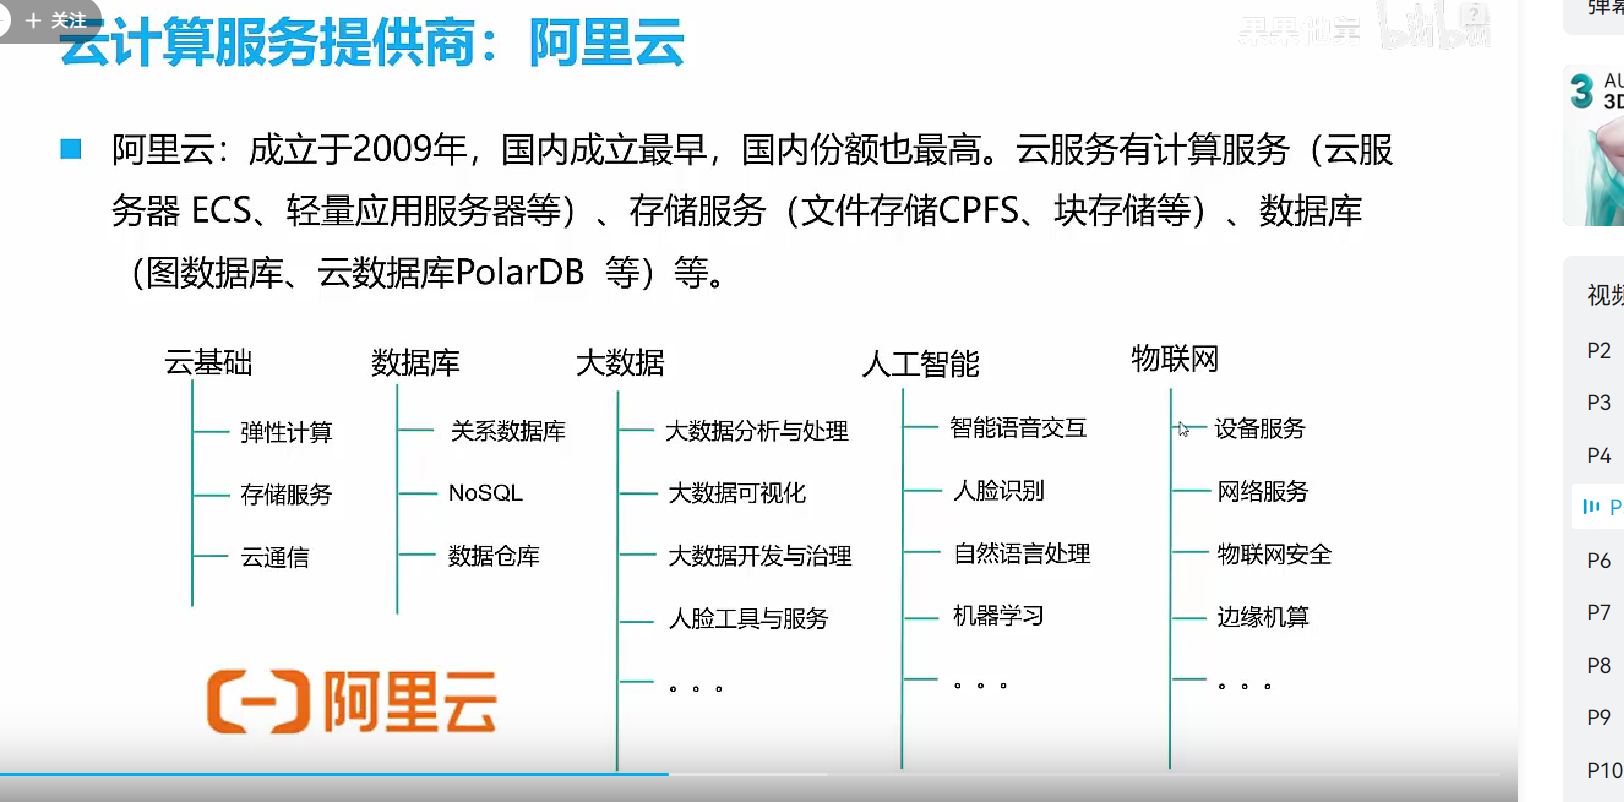 + 关注
云计算服务提供商：阿里云
阿里云：成立于2009年，国内成立最早，国内份额也最高。云服务有计算服务（云服
务器 ECS、轻量应用服务器等）、存储服务（文件存储CPFS、块存储等）、数据库
（图数据库、云数据库PolarDB 等）等。
云基础
弹性计算
存储服务
云通信
数据库
关系数据库
NoSQL
数据仓库
大数据
大数据分析与处理
大数据可视化
大数据开发与治理
人脸工具与服务
。。。
人工智能
智能语音交互
人脸识别
自然语言处理
机器学习
。。。
物联网
设备服务
网络服务
物联网安全
边缘机算
。。。
阿里云
bilibili
弹幕
3
3D
视频
P2
P3
P4
P
P6
P7
P8
P9
P10